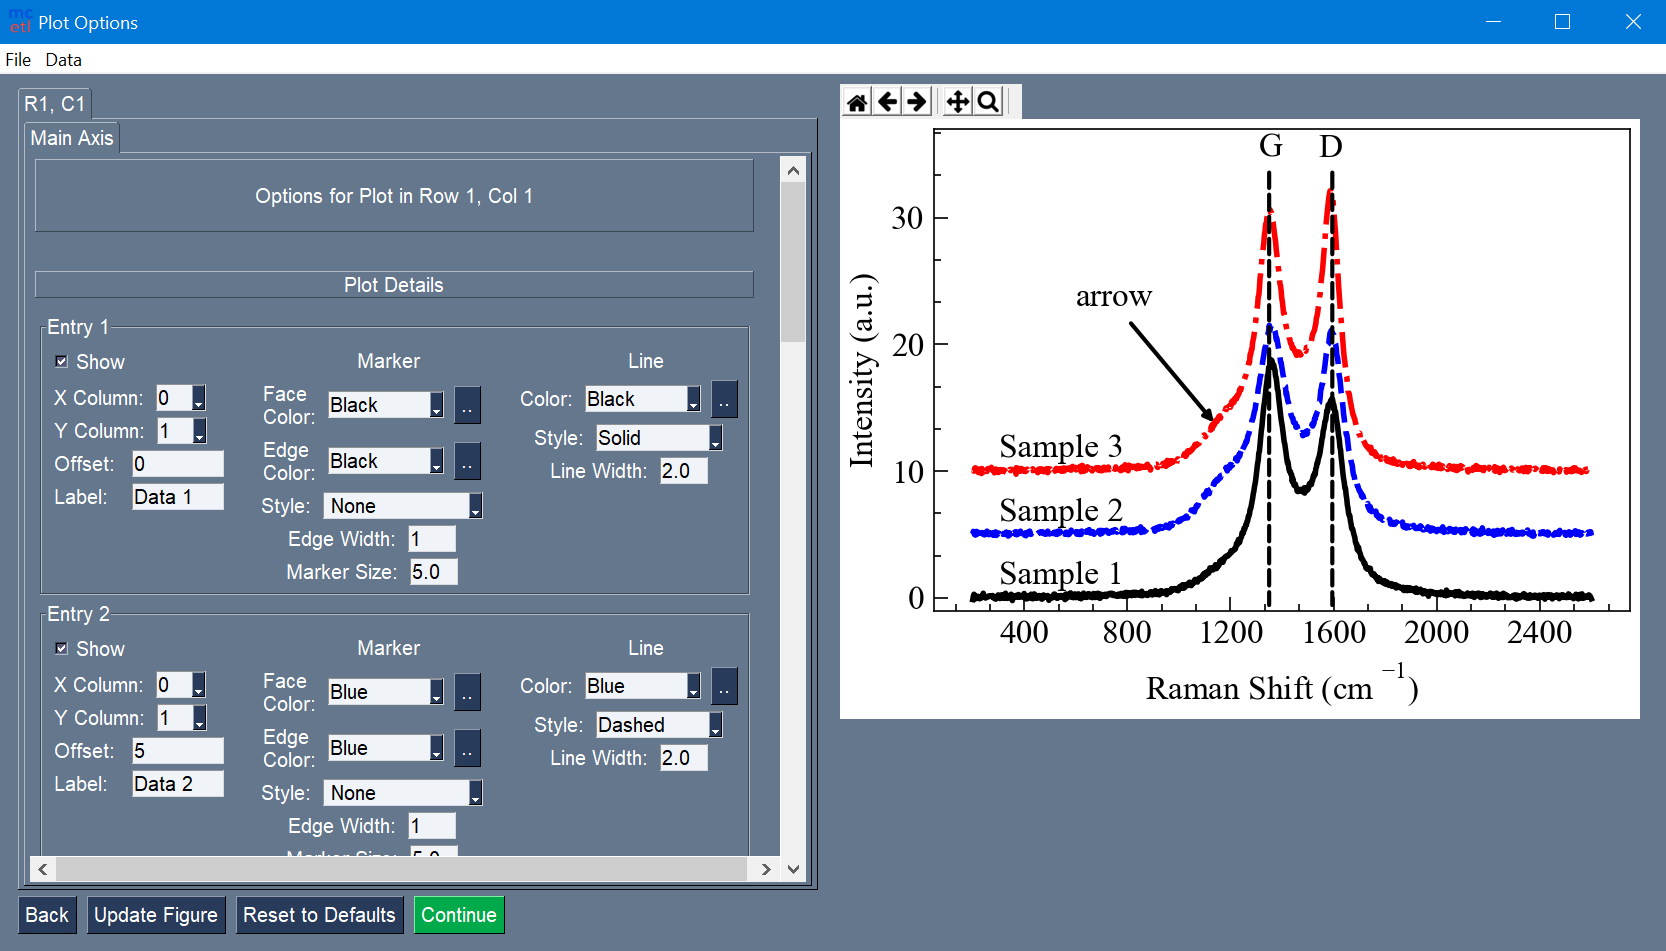 mc
etl Plot Options
File Data
R1, C1
Main Axis
Options for Plot in Row 1, Col 1
Plot Details
Entry 1
Show
X Column: 0
Y Column: 1
Offset: 0
Label: Data 1
Marker
Face
Color: Black ..
Edge
Color: Black ..
Style: None
Edge Width: 1
Marker Size: 5.0
Line
Color: Black ..
Style: Solid
Line Width: 2.0
Entry 2
Show
X Column: 0
Y Column: 1
Offset: 5
Label: Data 2
Marker
Face
Color: Blue ..
Edge
Color: Blue ..
Style: None
Edge Width: 1
Marker Size: 5.0
Line
Color: Blue ..
Style: Dashed
Line Width: 2.0
Back Update Figure Reset to Defaults Continue
G D
30
20
10
0
Intensity (a.u.)
arrow
Sample 3
Sample 2
Sample 1
400 800 1200 1600 2000 2400
Raman Shift (cm ⁻¹)